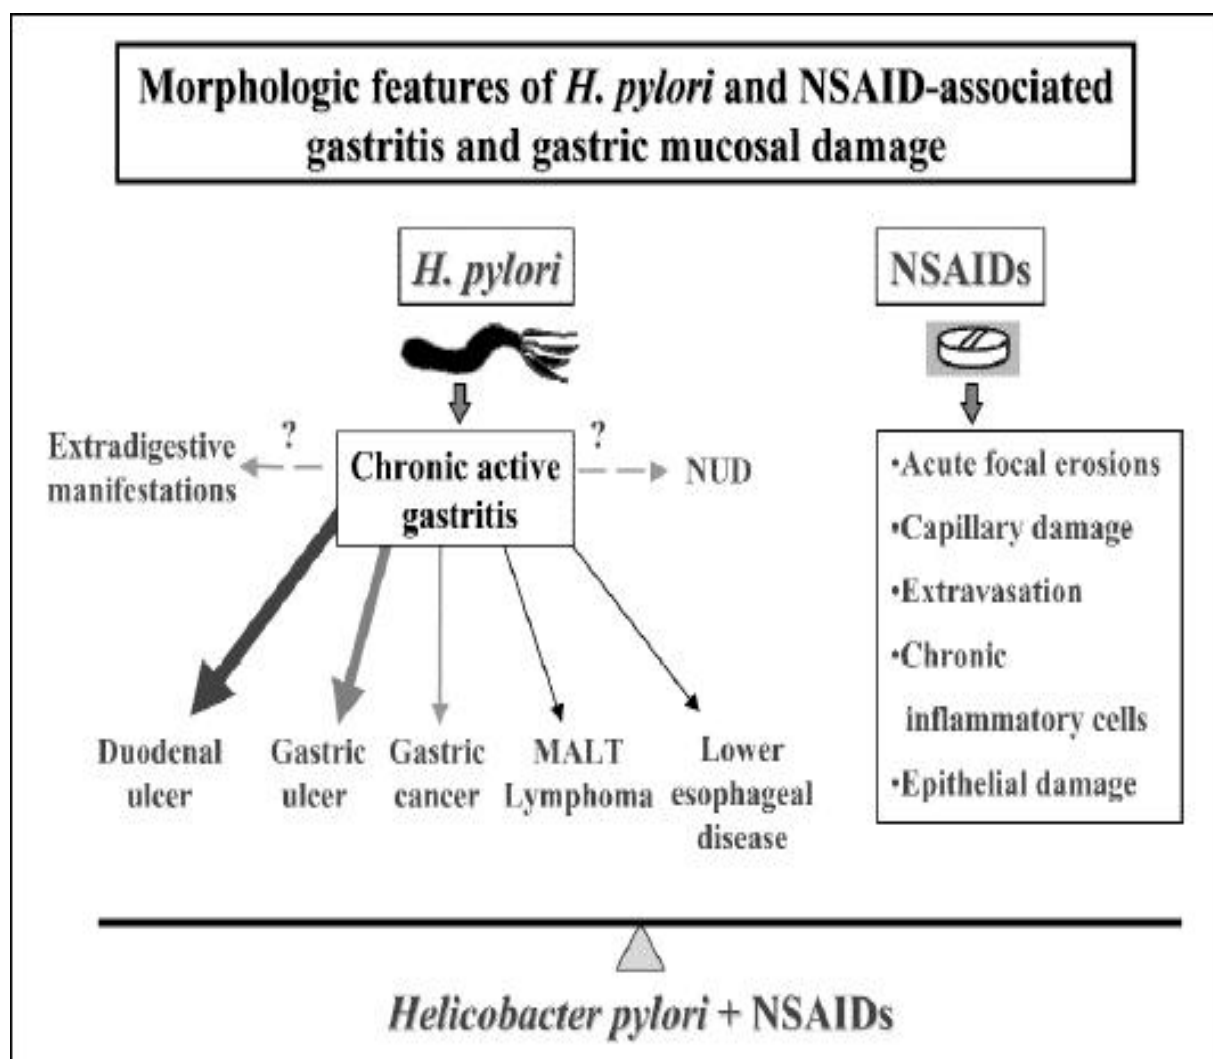 Morphologic features of H. pylori and NSAID-associated
gastritis and gastric mucosal damage
H. pylori
NSAIDs
Extradigestive
manifestations
?
Chronic active
gastritis
?
NUD
Duodenal
ulcer
Gastric
ulcer
Gastric
cancer
MALT
Lymphoma
Lower
esophageal
disease
•Acute focal erosions
•Capillary damage
•Extravasation
•Chronic
inflammatory cells
•Epithelial damage
Helicobacter pylori + NSAIDs